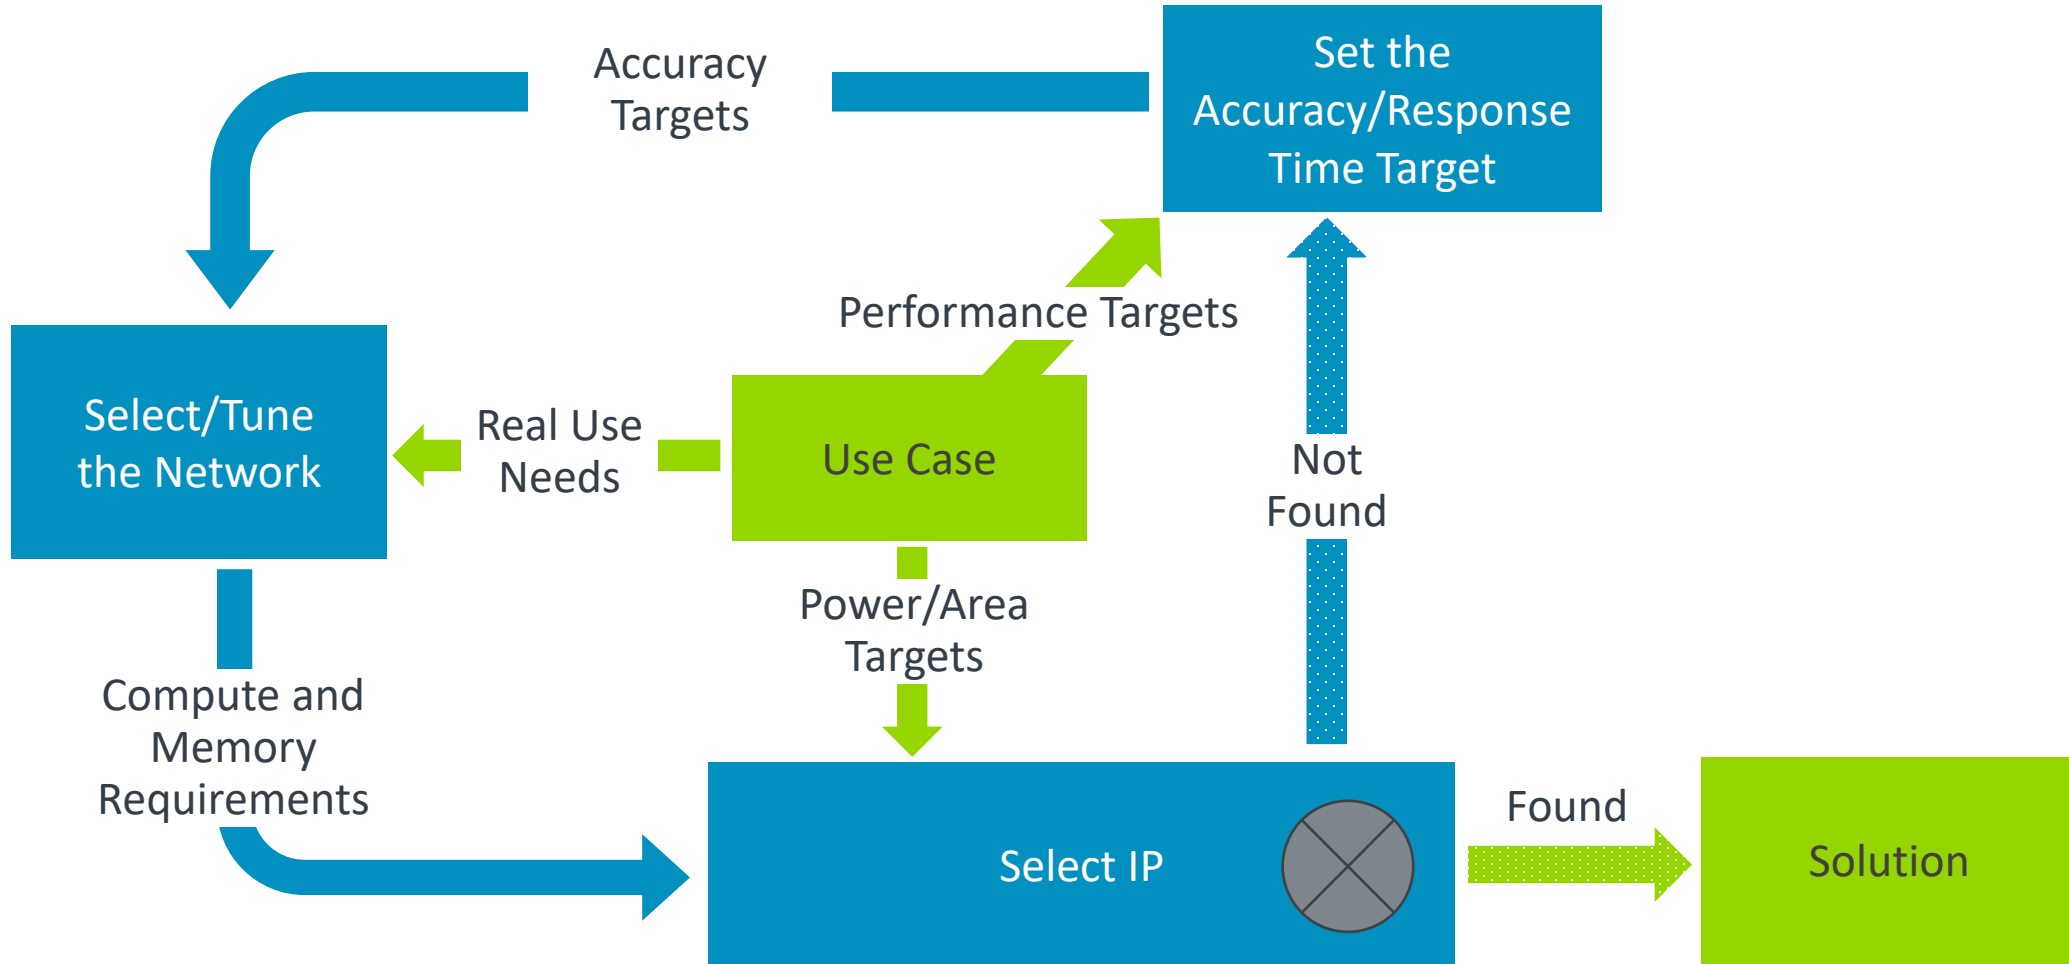 Accuracy
Targets
Set the
Accuracy/Response
Time Target
Performance Targets
Select/Tune
the Network
Real Use
Needs
Use Case
Not
Found
Power/Area
Targets
Compute and
Memory
Requirements
Select IP
Found
Solution